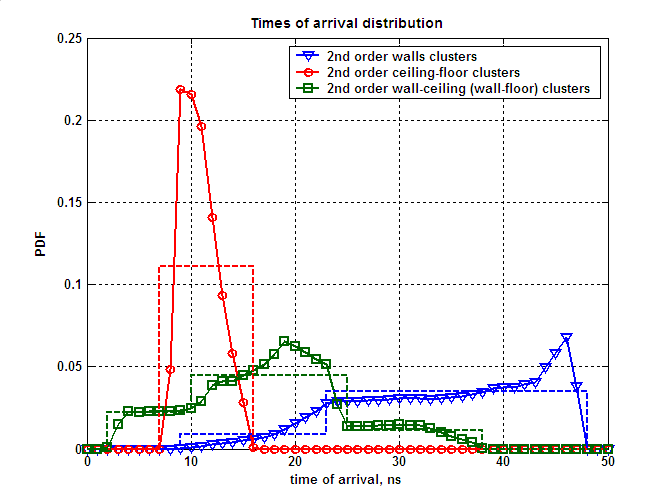 Times of arrival distribution
2nd order walls clusters
2nd order ceiling-floor clusters
2nd order wall-ceiling (wall-floor) clusters
0.25
0.2
0.15
0.1
0.05
0
PDF
0 10 20 30 40 50
time of arrival, ns